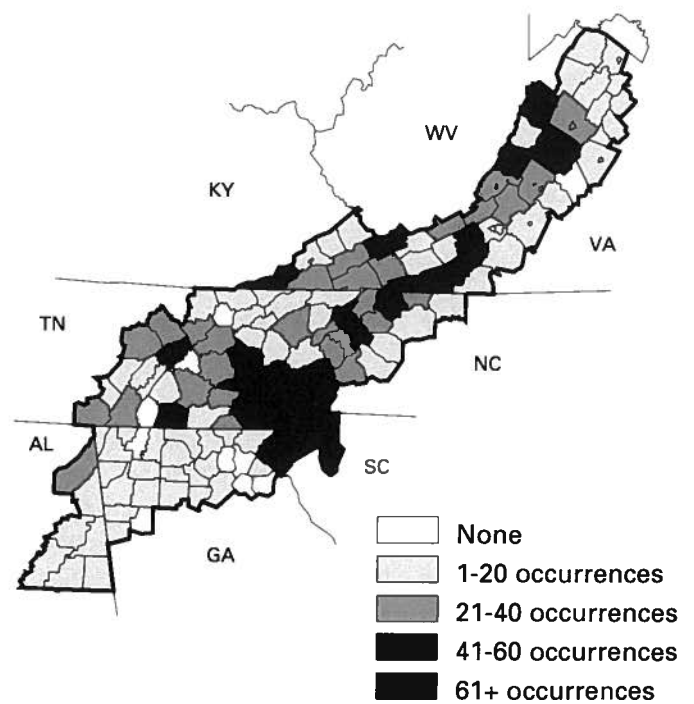 WV
KY
VA
TN
NC
AL
SC
GA
None
1-20 occurrences
21-40 occurrences
41-60 occurrences
61+ occurrences